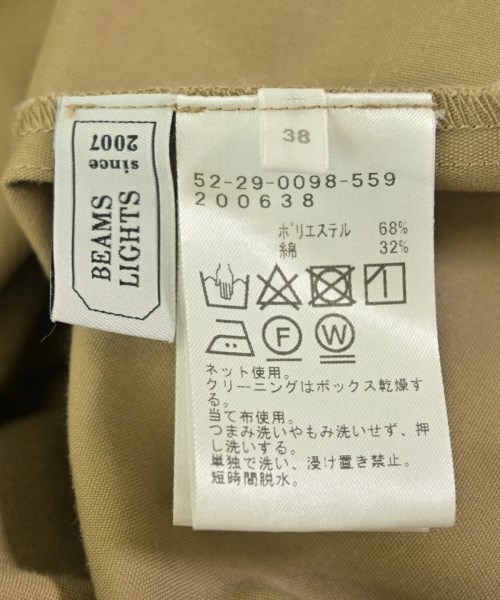 BEAMS
LIGHTS
since
2007
38
52-29-0098-559
200638
ポリエステル 68%
綿 32%
F
W
ネット使用。
クリーニングはボックス乾燥す
る。
当て布使用。
つまみ洗いやもみ洗いせず、押
し洗いする。
単独で洗い、浸け置き禁止。
短時間脱水。